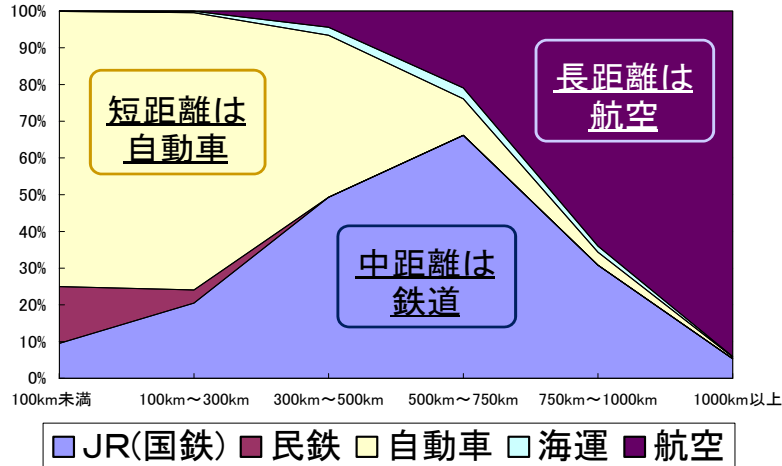 100%
90%
80%
70%
60%
50%
40%
30%
20%
10%
0%
短距離は
自動車
中距離は
鉄道
長距離は
航空
100km未満 100km～300km 300km～500km 500km～750km 750km～1000km 1000km以上
ＪＲ(国鉄) 民鉄 自動車 海運 航空